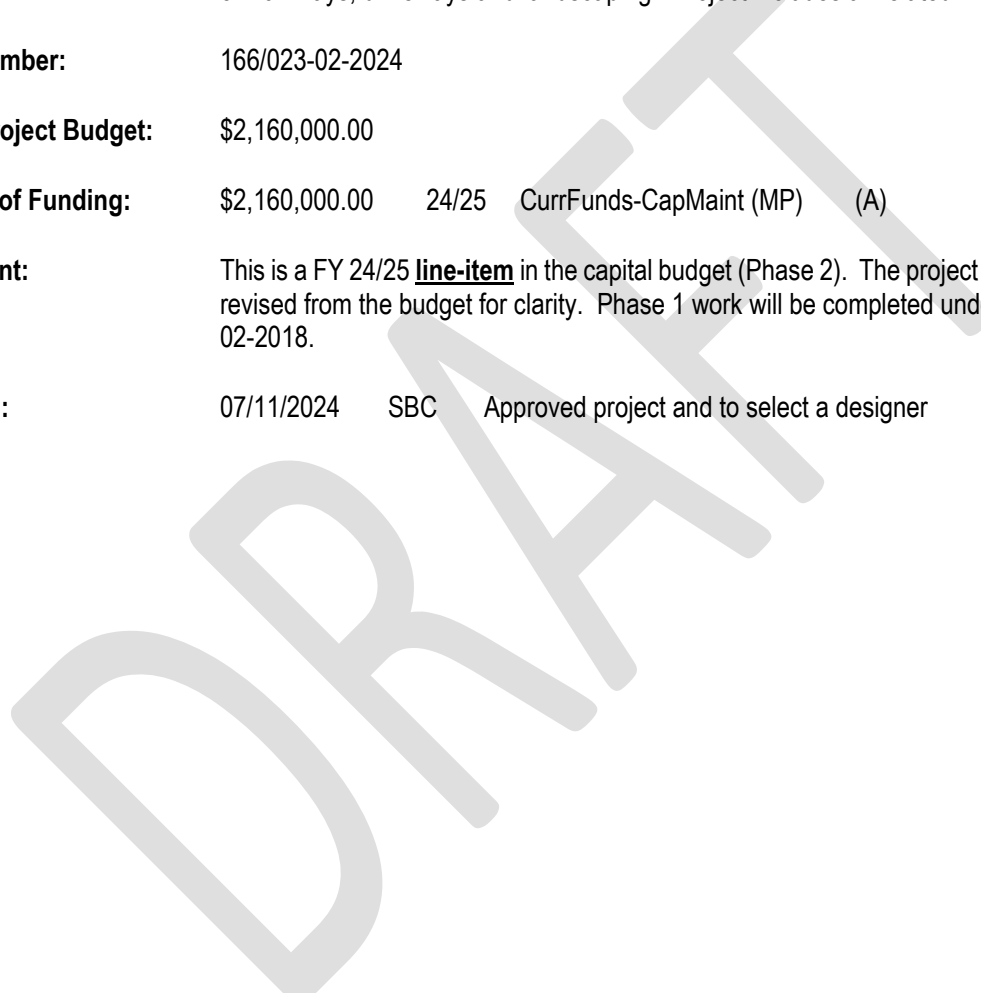 mber: 166/023-02-2024
oject Budget: $2,160,000.00
of Funding: $2,160,000.00 24/25 CurrFunds-CapMaint (MP) (A)
nt: This is a FY 24/25 line-item in the capital budget (Phase 2). The project
revised from the budget for clarity. Phase 1 work will be completed und
02-2018.
: 07/11/2024 SBC Approved project and to select a designer
DRAFT